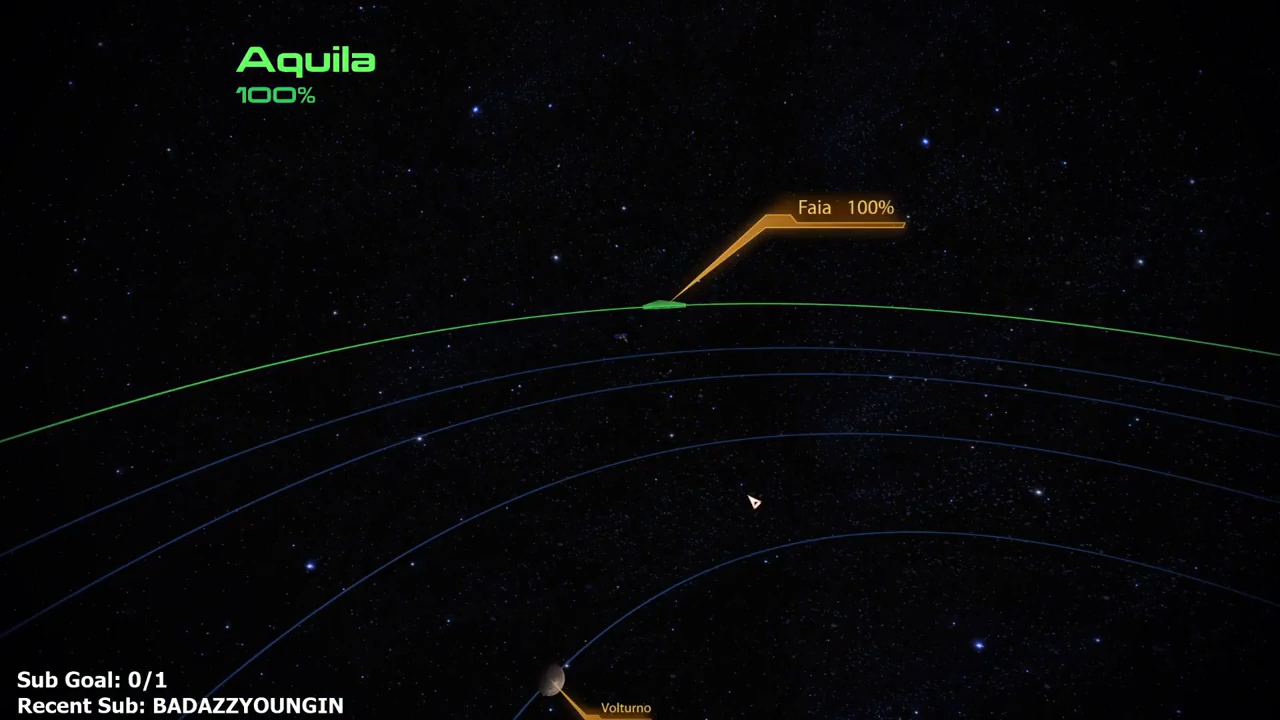 Aquila
100%
Faia 100%
Volturno
Sub Goal: 0/1
Recent Sub: BADAZZYOUNGIN